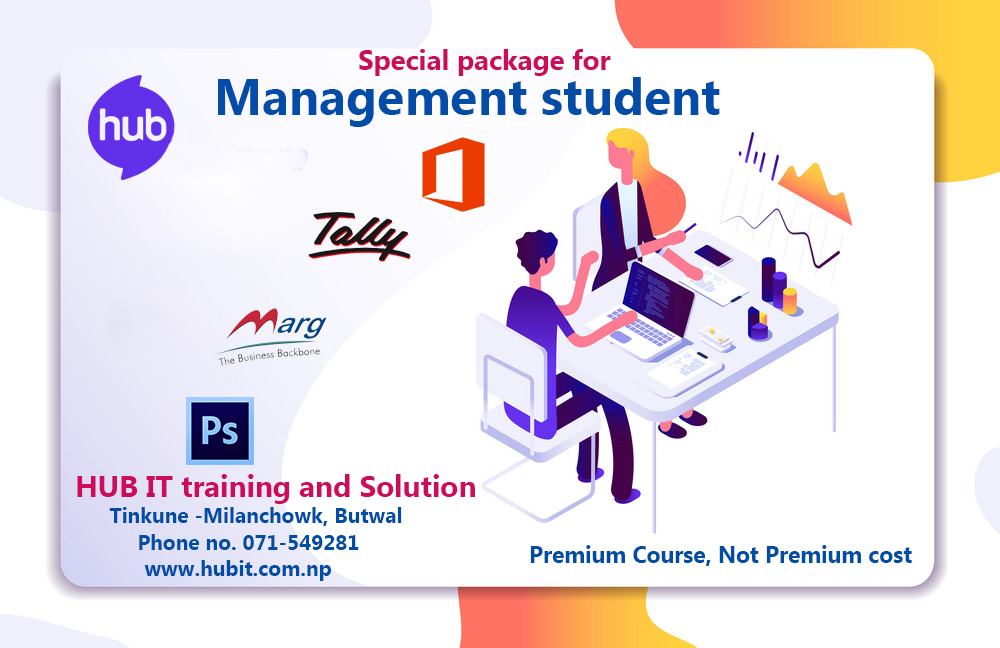 Special package for
Management student
hub
Tally
Marg
The Business Backbone
Ps
HUB IT training and Solution
Tinkune -Milanchowk, Butwal
Phone no. 071-549281
www.hubit.com.np
Premium Course, Not Premium cost